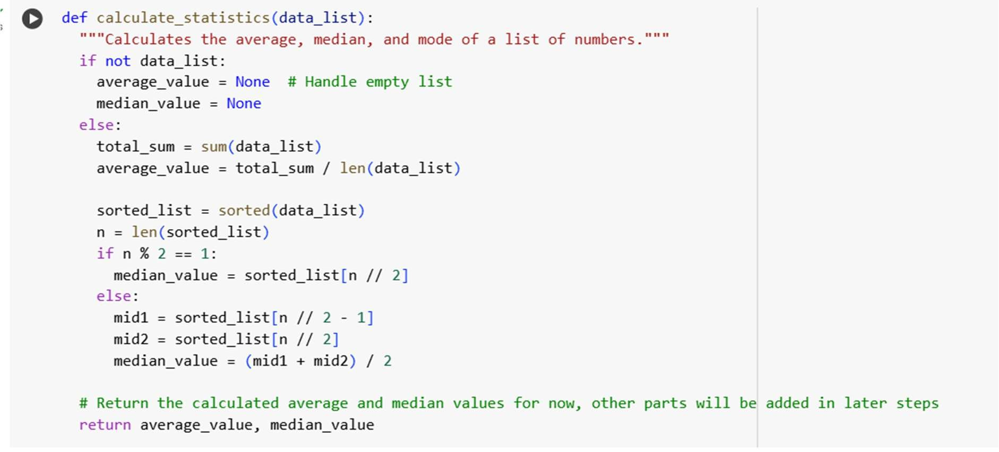 def calculate_statistics(data_list):
  """Calculates the average, median, and mode of a list of numbers."""
  if not data_list:
    average_value = None  # Handle empty list
    median_value = None
  else:
    total_sum = sum(data_list)
    average_value = total_sum / len(data_list)

    sorted_list = sorted(data_list)
    n = len(sorted_list)
    if n % 2 == 1:
      median_value = sorted_list[n // 2]
    else:
      mid1 = sorted_list[n // 2 - 1]
      mid2 = sorted_list[n // 2]
      median_value = (mid1 + mid2) / 2

  # Return the calculated average and median values for now, other parts will be added in later steps
  return average_value, median_value